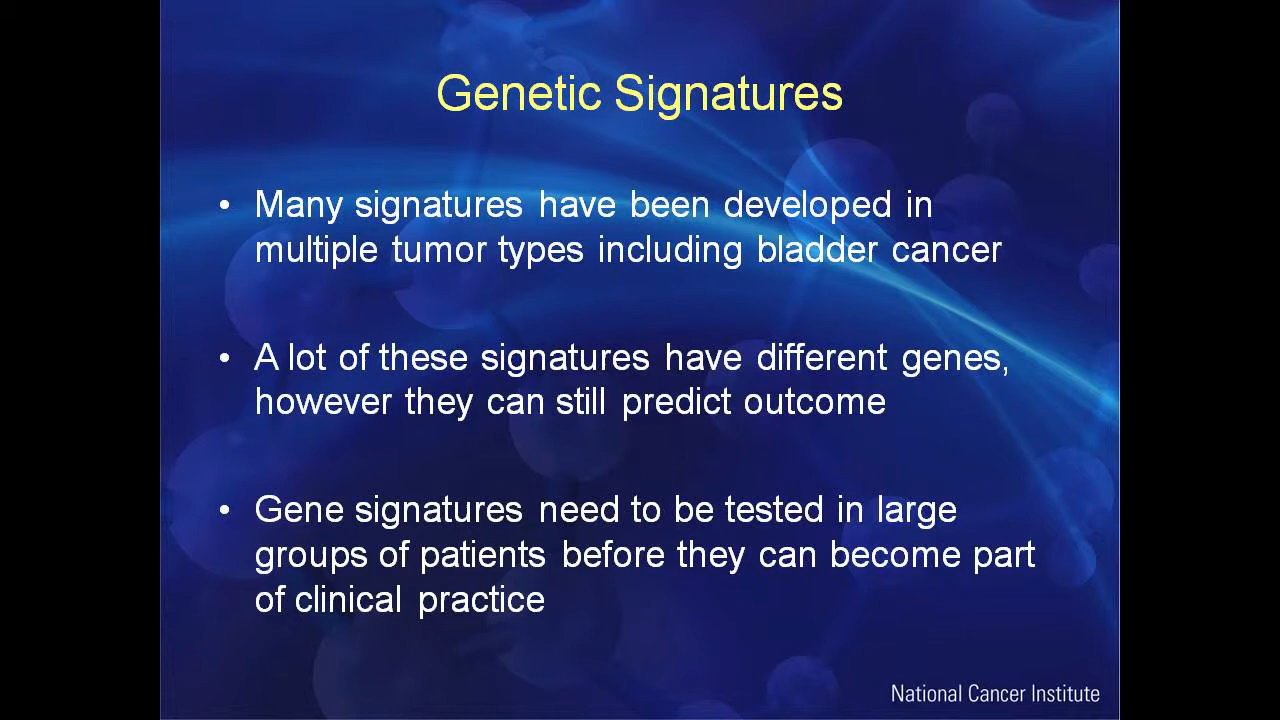 Genetic Signatures
• Many signatures have been developed in
multiple tumor types including bladder cancer
• A lot of these signatures have different genes,
however they can still predict outcome
• Gene signatures need to be tested in large
groups of patients before they can become part
of clinical practice
National Cancer Institute